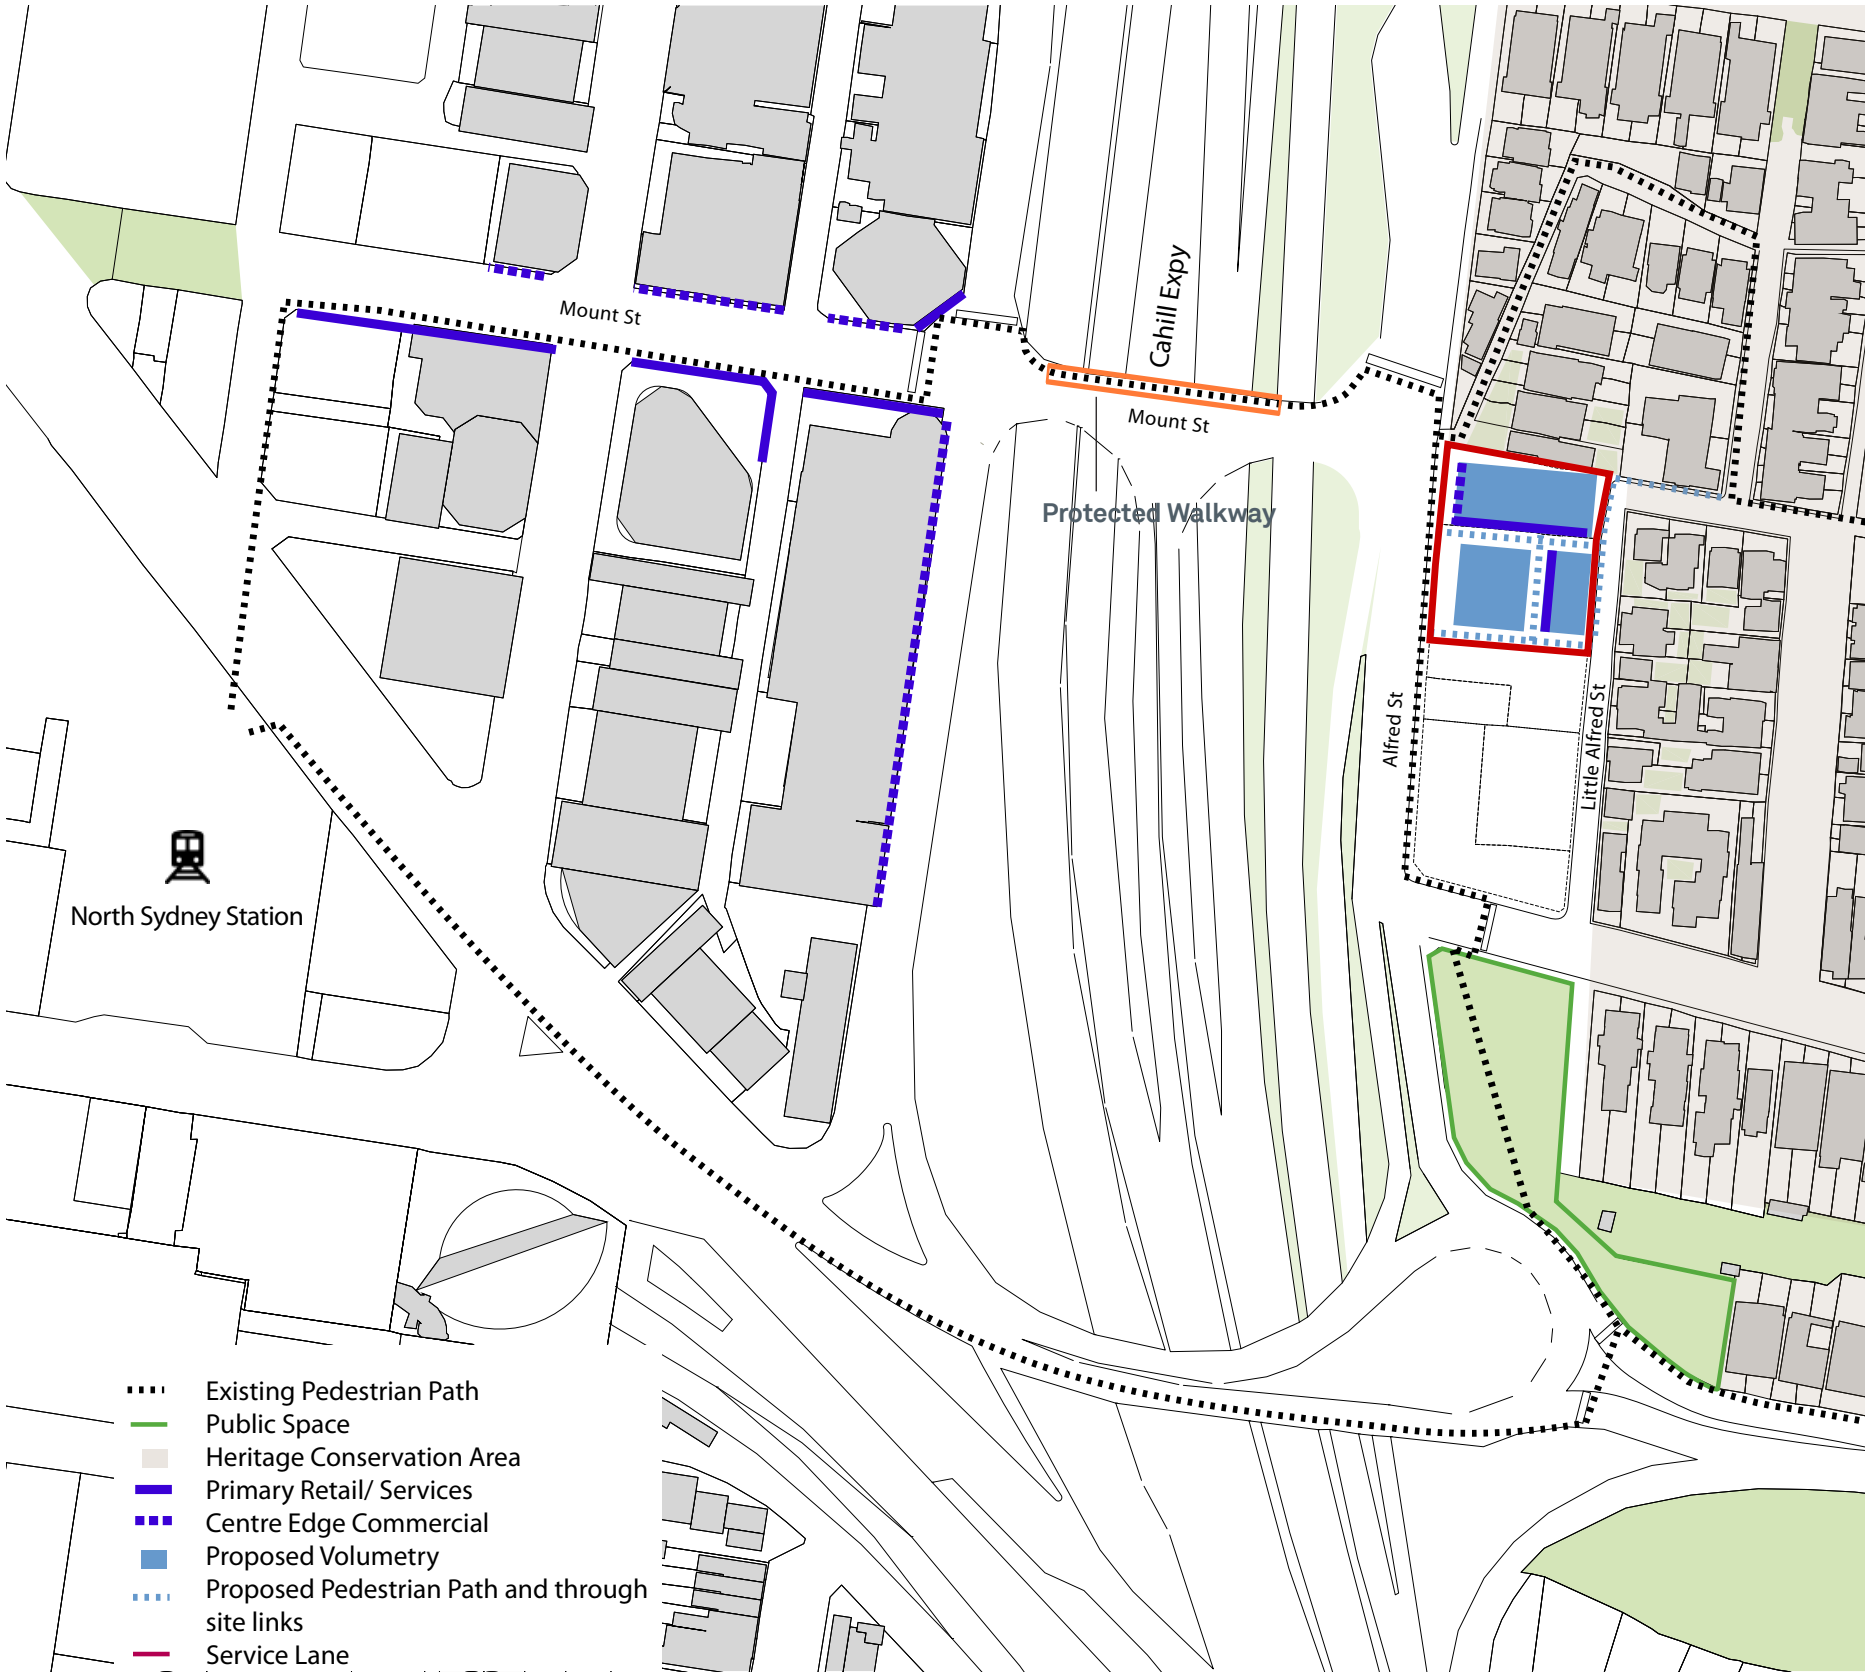 Cahill Expy
Mount St
Mount St
Protected Walkway
Alfred St
Little Alfred St
North Sydney Station
Existing Pedestrian Path
Public Space
Heritage Conservation Area
Primary Retail/ Services
Centre Edge Commercial
Proposed Volumetry
Proposed Pedestrian Path and through
site links
Service Lane